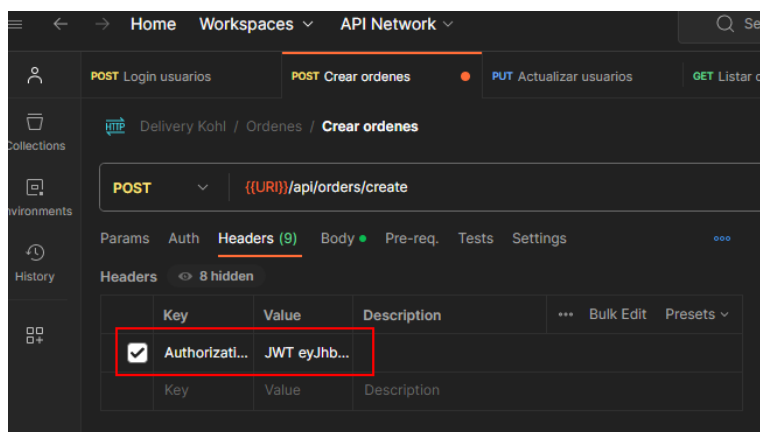 Home Workspaces API Network Se
POST Login usuarios POST Crear ordenes PUT Actualizar usuarios GET Listar
HTTP Delivery Kohl / Ordenes / Crear ordenes
Collections
POST {{URI}}/api/orders/create
nvironments
Params Auth Headers (9) Body Pre-req. Tests Settings
History
Headers 8 hidden
Key Value Description ... Bulk Edit Presets
Authorizati... JWT eyJhb...
Key Value Description